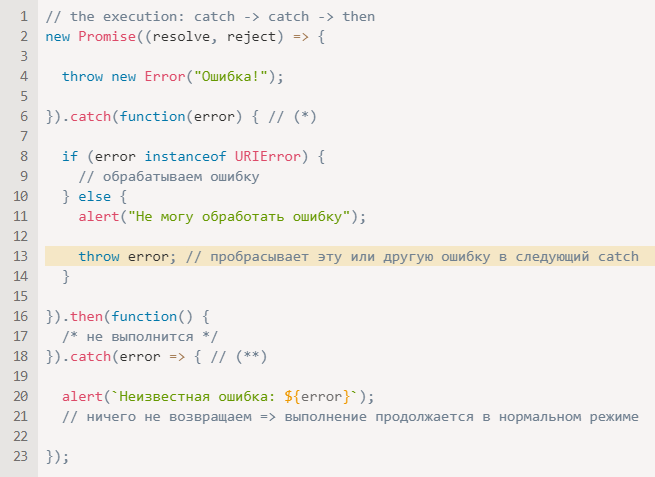 1 // the execution: catch -> catch -> then
2 new Promise((resolve, reject) => {
3
4   throw new Error("Ошибка!");
5
6 }).catch(function(error) { // (*)
7
8   if (error instanceof URIError) {
9     // обрабатываем ошибку
10   } else {
11     alert("Не могу обработать ошибку");
12
13     throw error; // пробрасывает эту или другую ошибку в следующий catch
14   }
15
16 }).then(function() {
17   /* не выполнится */
18 }).catch(error => { // (**)
19
20   alert(`Неизвестная ошибка: ${error}`);
21   // ничего не возвращаем => выполнение продолжается в нормальном режиме
22
23 });